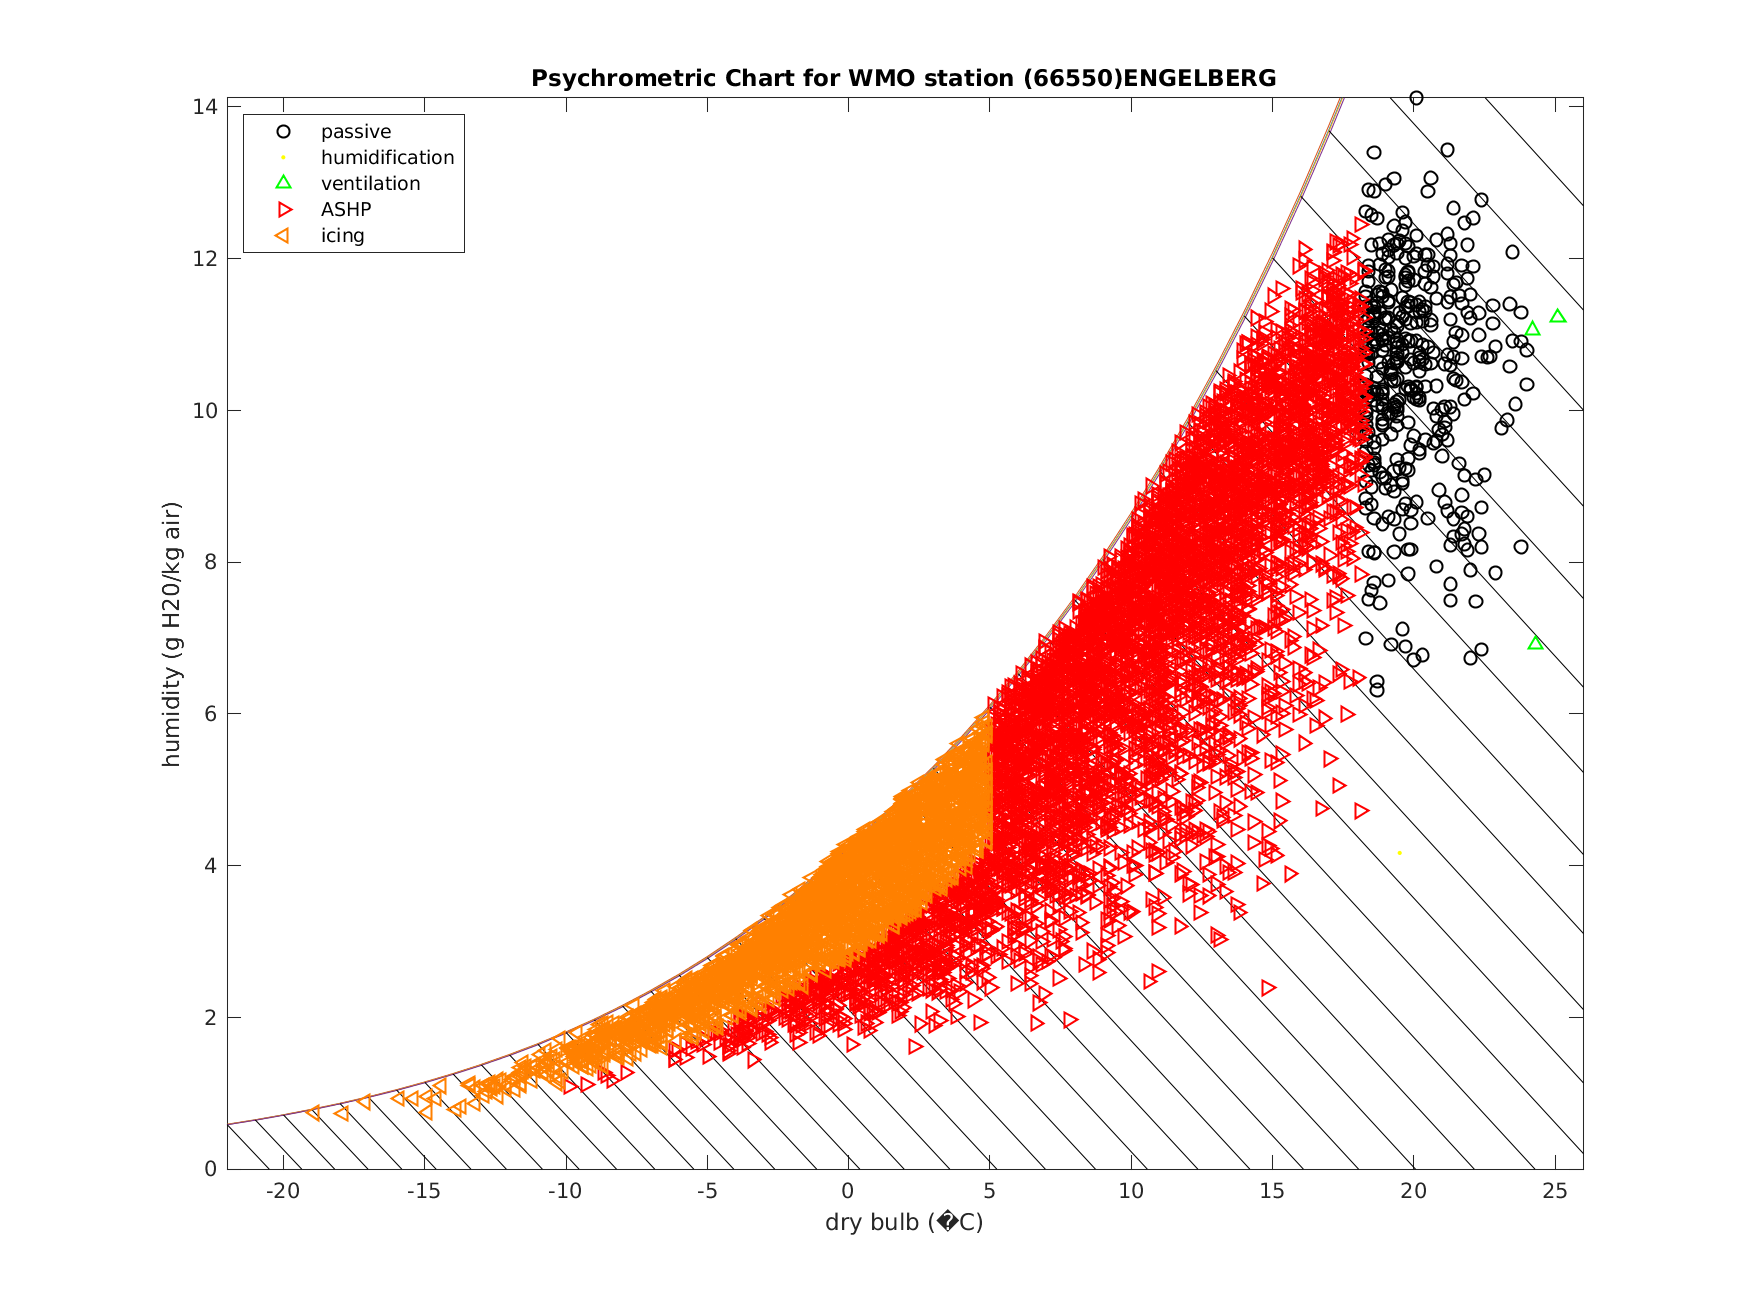 Psychrometric Chart for WMO station (66550)ENGELBERG
passive
humidification
ventilation
ASHP
icing
humidity (g H20/kg air)
14
12
10
8
6
4
2
0
-20 -15 -10 -5 0 5 10 15 20 25
dry bulb (�C)